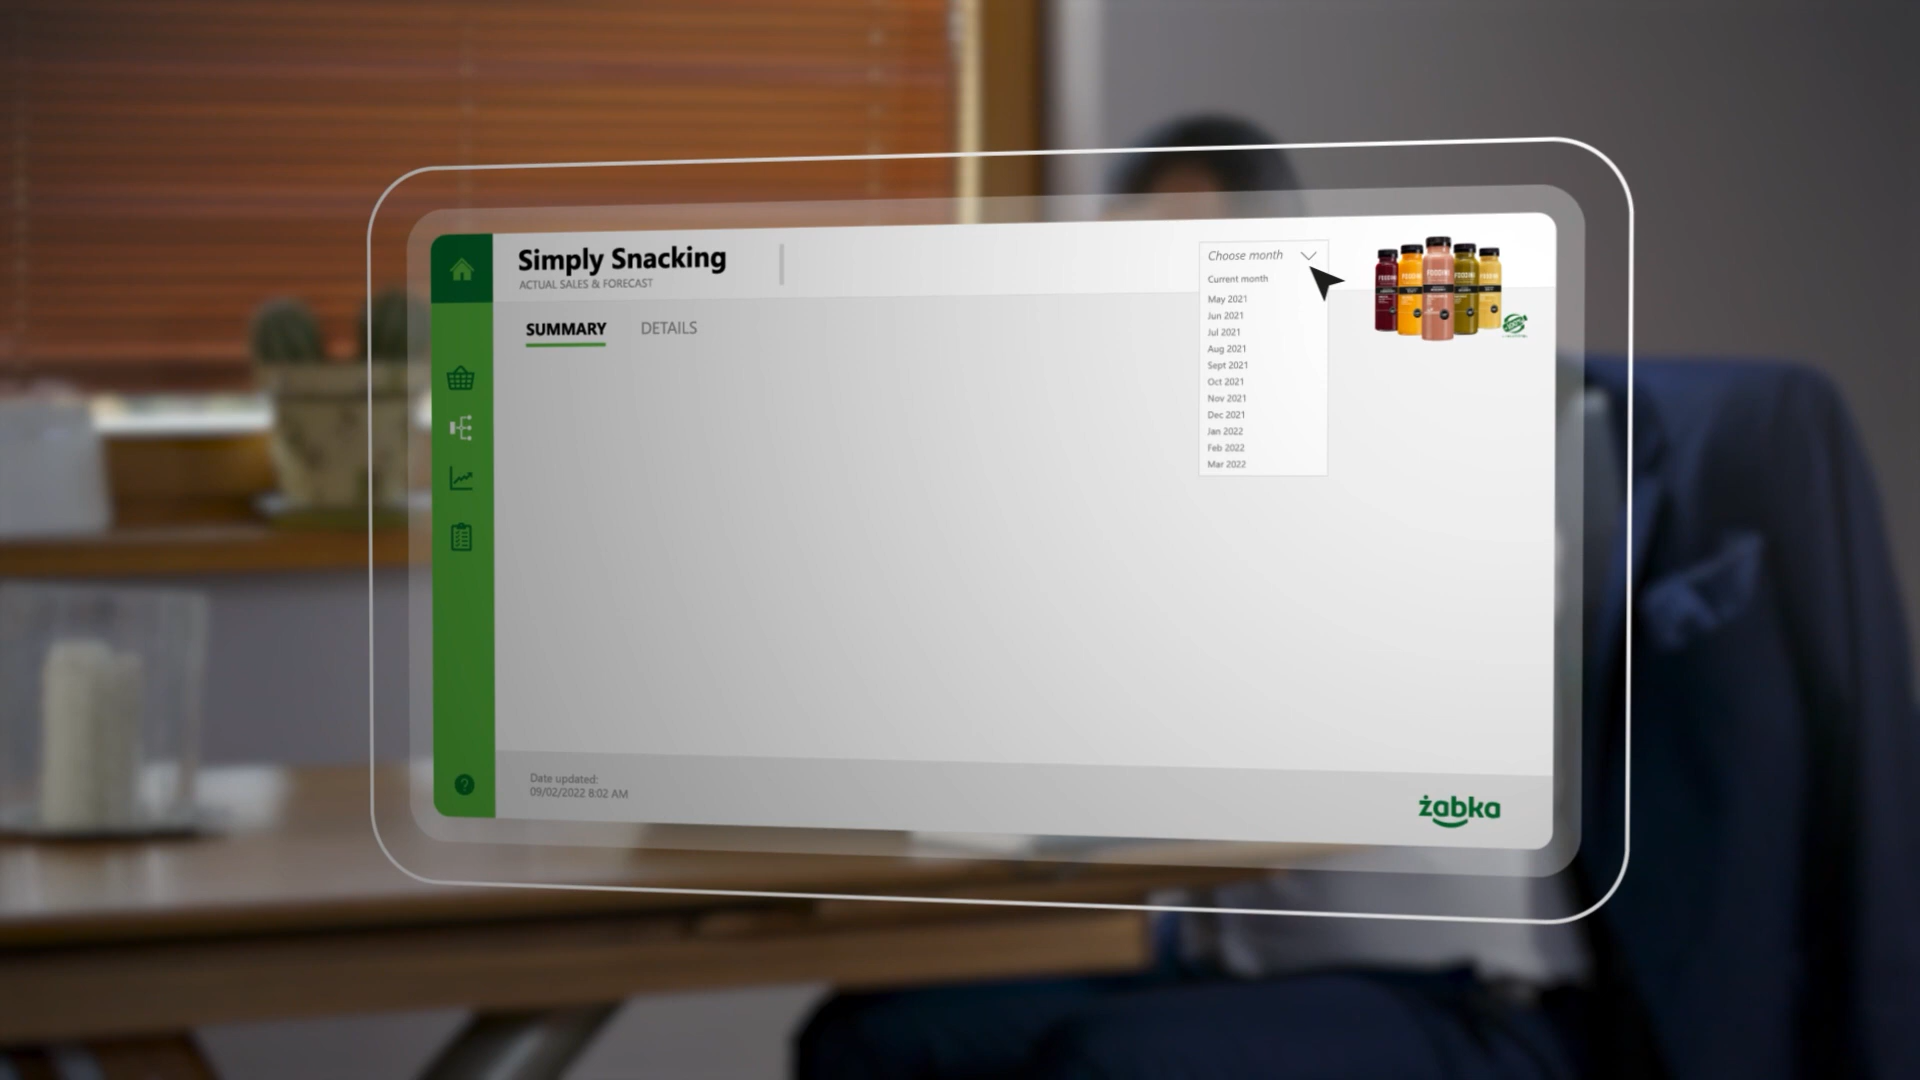 Simply Snacking
ACTUAL SALES & FORECAST
SUMMARY
DETAILS
Choose month
Current month
May 2021
Jun 2021
Jul 2021
Aug 2021
Sept 2021
Oct 2021
Nov 2021
Dec 2021
Jan 2022
Feb 2022
Mar 2022
Date updated:
09/02/2022 8:02 AM
żabka